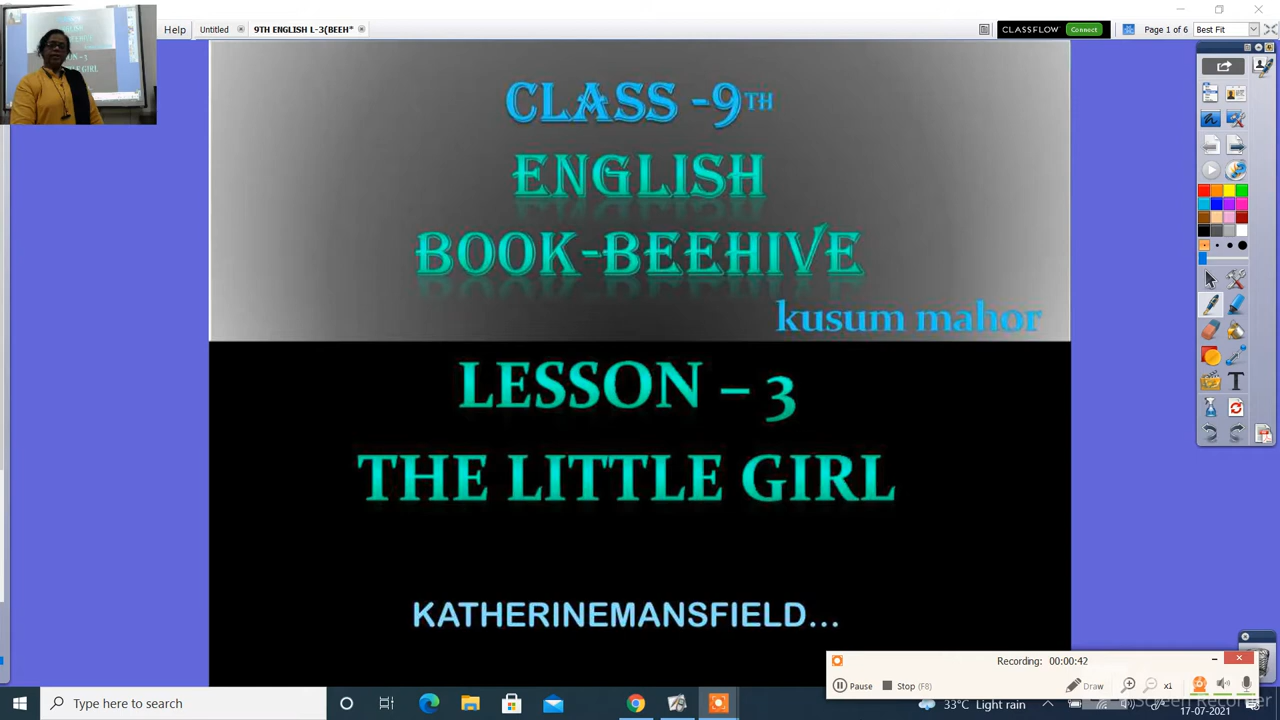 Help
Untitled
9TH ENGLISH L-3(BEEH*
CLASSFLOW
Connect
Page 1 of 6
Best Fit
CLASS -9TH
ENGLISH
BOOK-BEEHIVE
kusum mahor
LESSON – 3
THE LITTLE GIRL
KATHERINEMANSFIELD...
Recording: 00:00:42
Pause
Stop (F8)
Draw
x1
Type here to search
33°C Light rain
17-07-2021